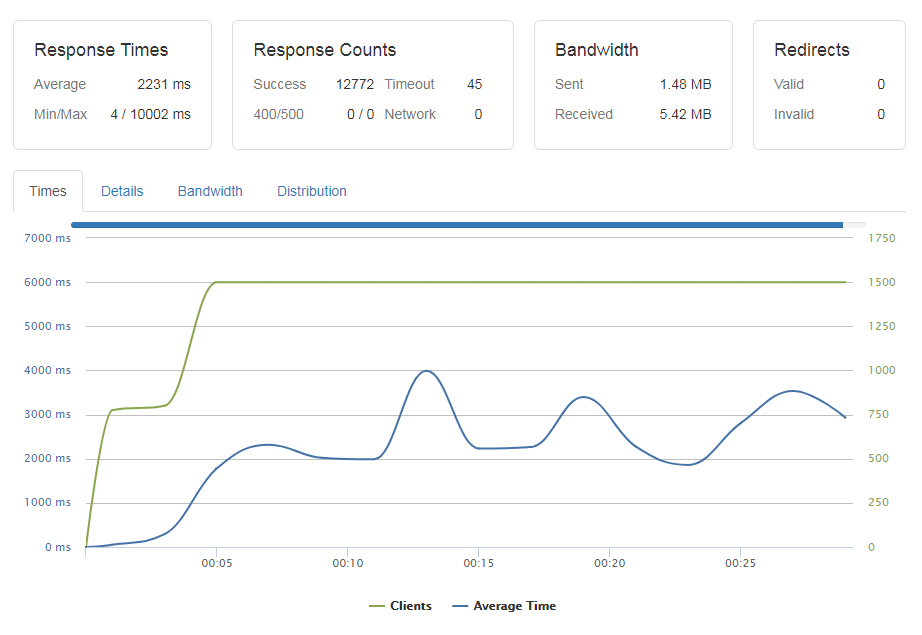 Response Times
Average 2231 ms
Min/Max 4 / 10002 ms
Response Counts
Success 12772 Timeout 45
400/500 0 / 0 Network 0
Bandwidth
Sent 1.48 MB
Received 5.42 MB
Redirects
Valid 0
Invalid 0
Times Details Bandwidth Distribution
7000 ms 1750
6000 ms 1500
5000 ms 1250
4000 ms 1000
3000 ms 750
2000 ms 500
1000 ms 250
0 ms 0
00:05 00:10 00:15 00:20 00:25
Clients Average Time